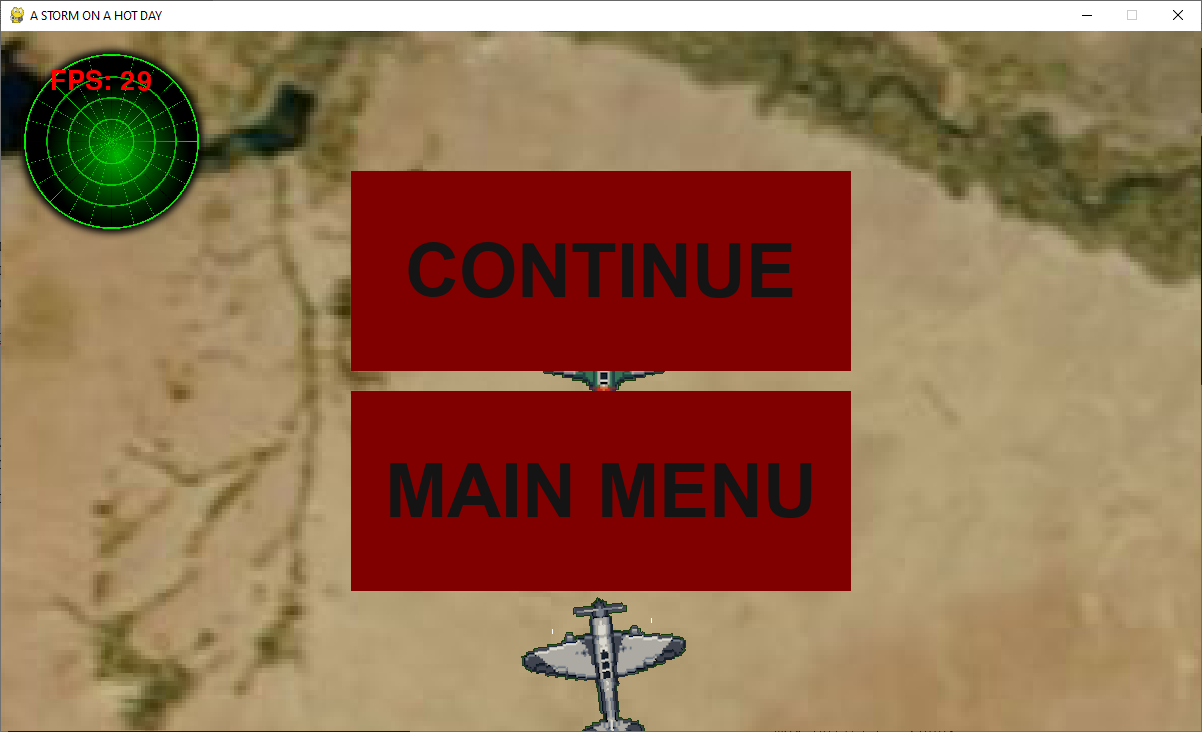 A STORM ON A HOT DAY
FPS: 29
CONTINUE
MAIN MENU